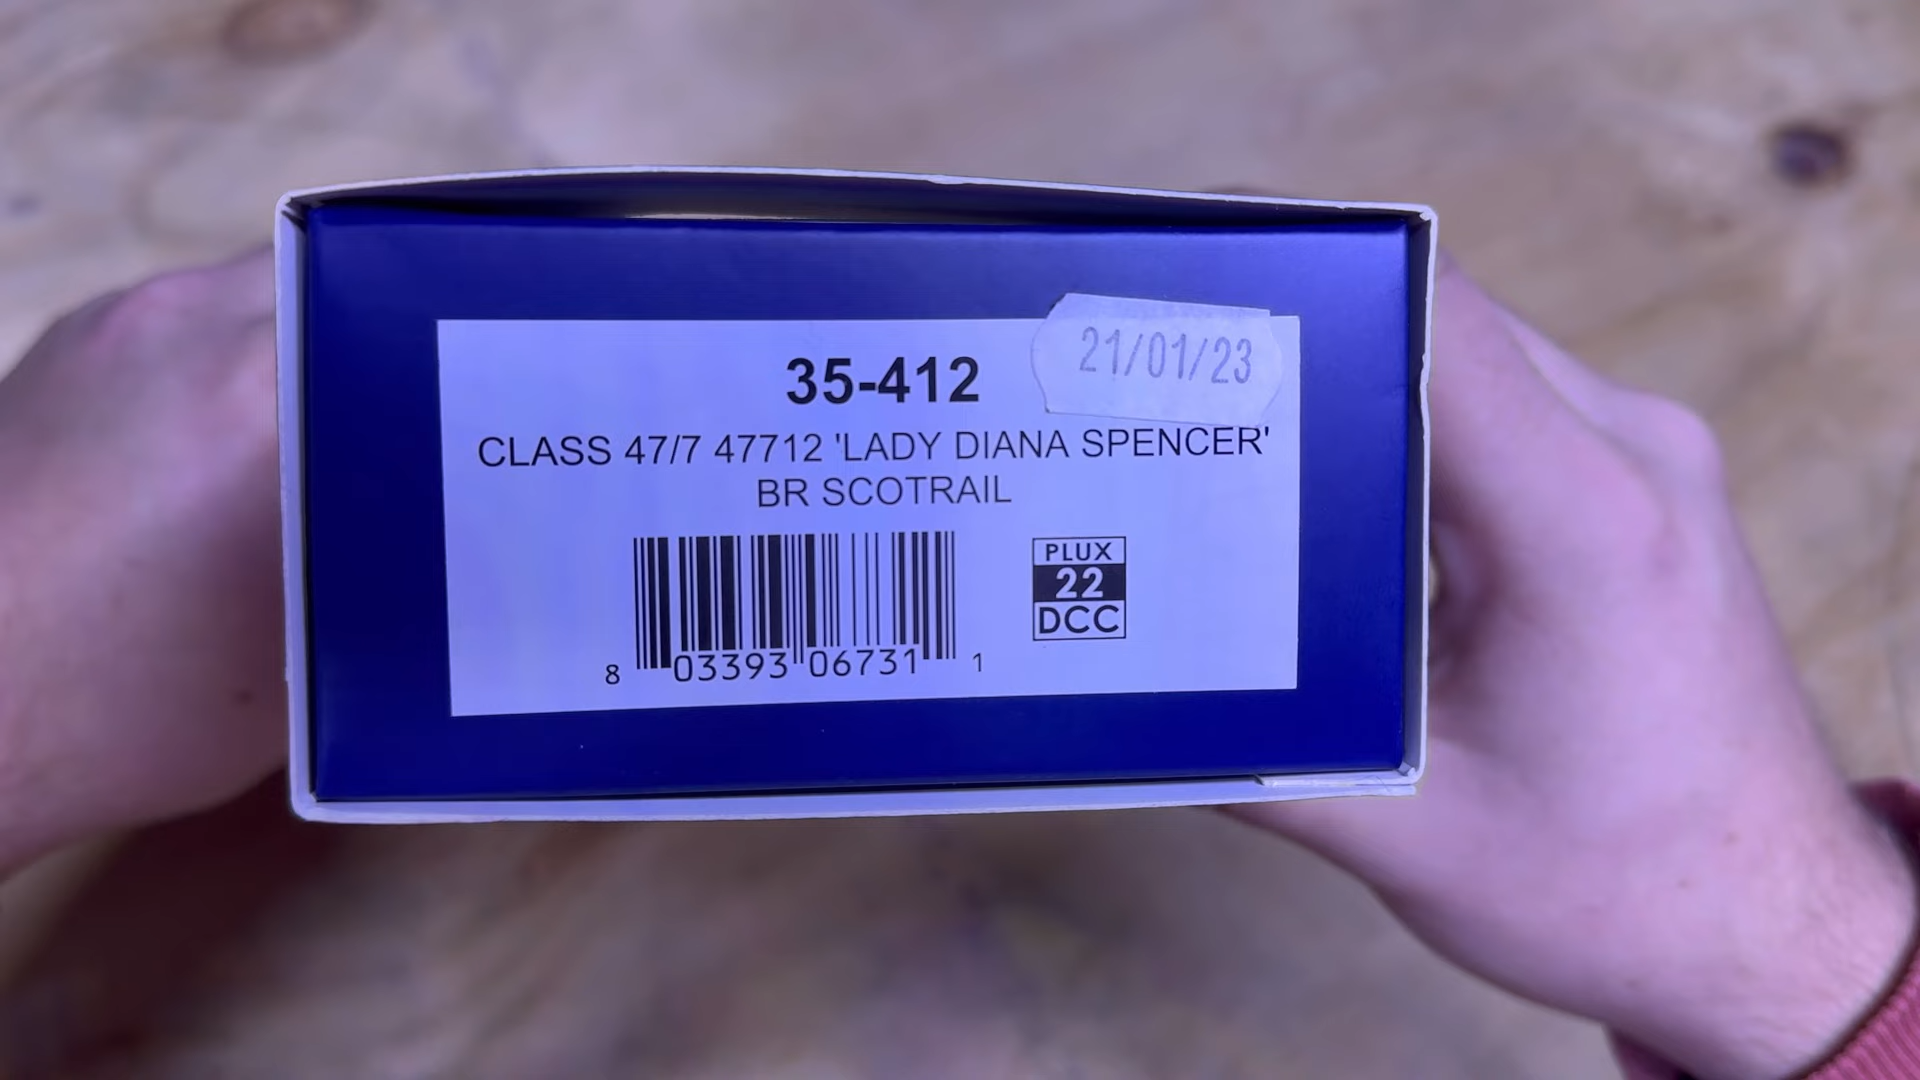 21/01/23
35-412
CLASS 47/7 47712 'LADY DIANA SPENCER'
BR SCOTRAIL
PLUX
22
DCC
8 03393 06731 1